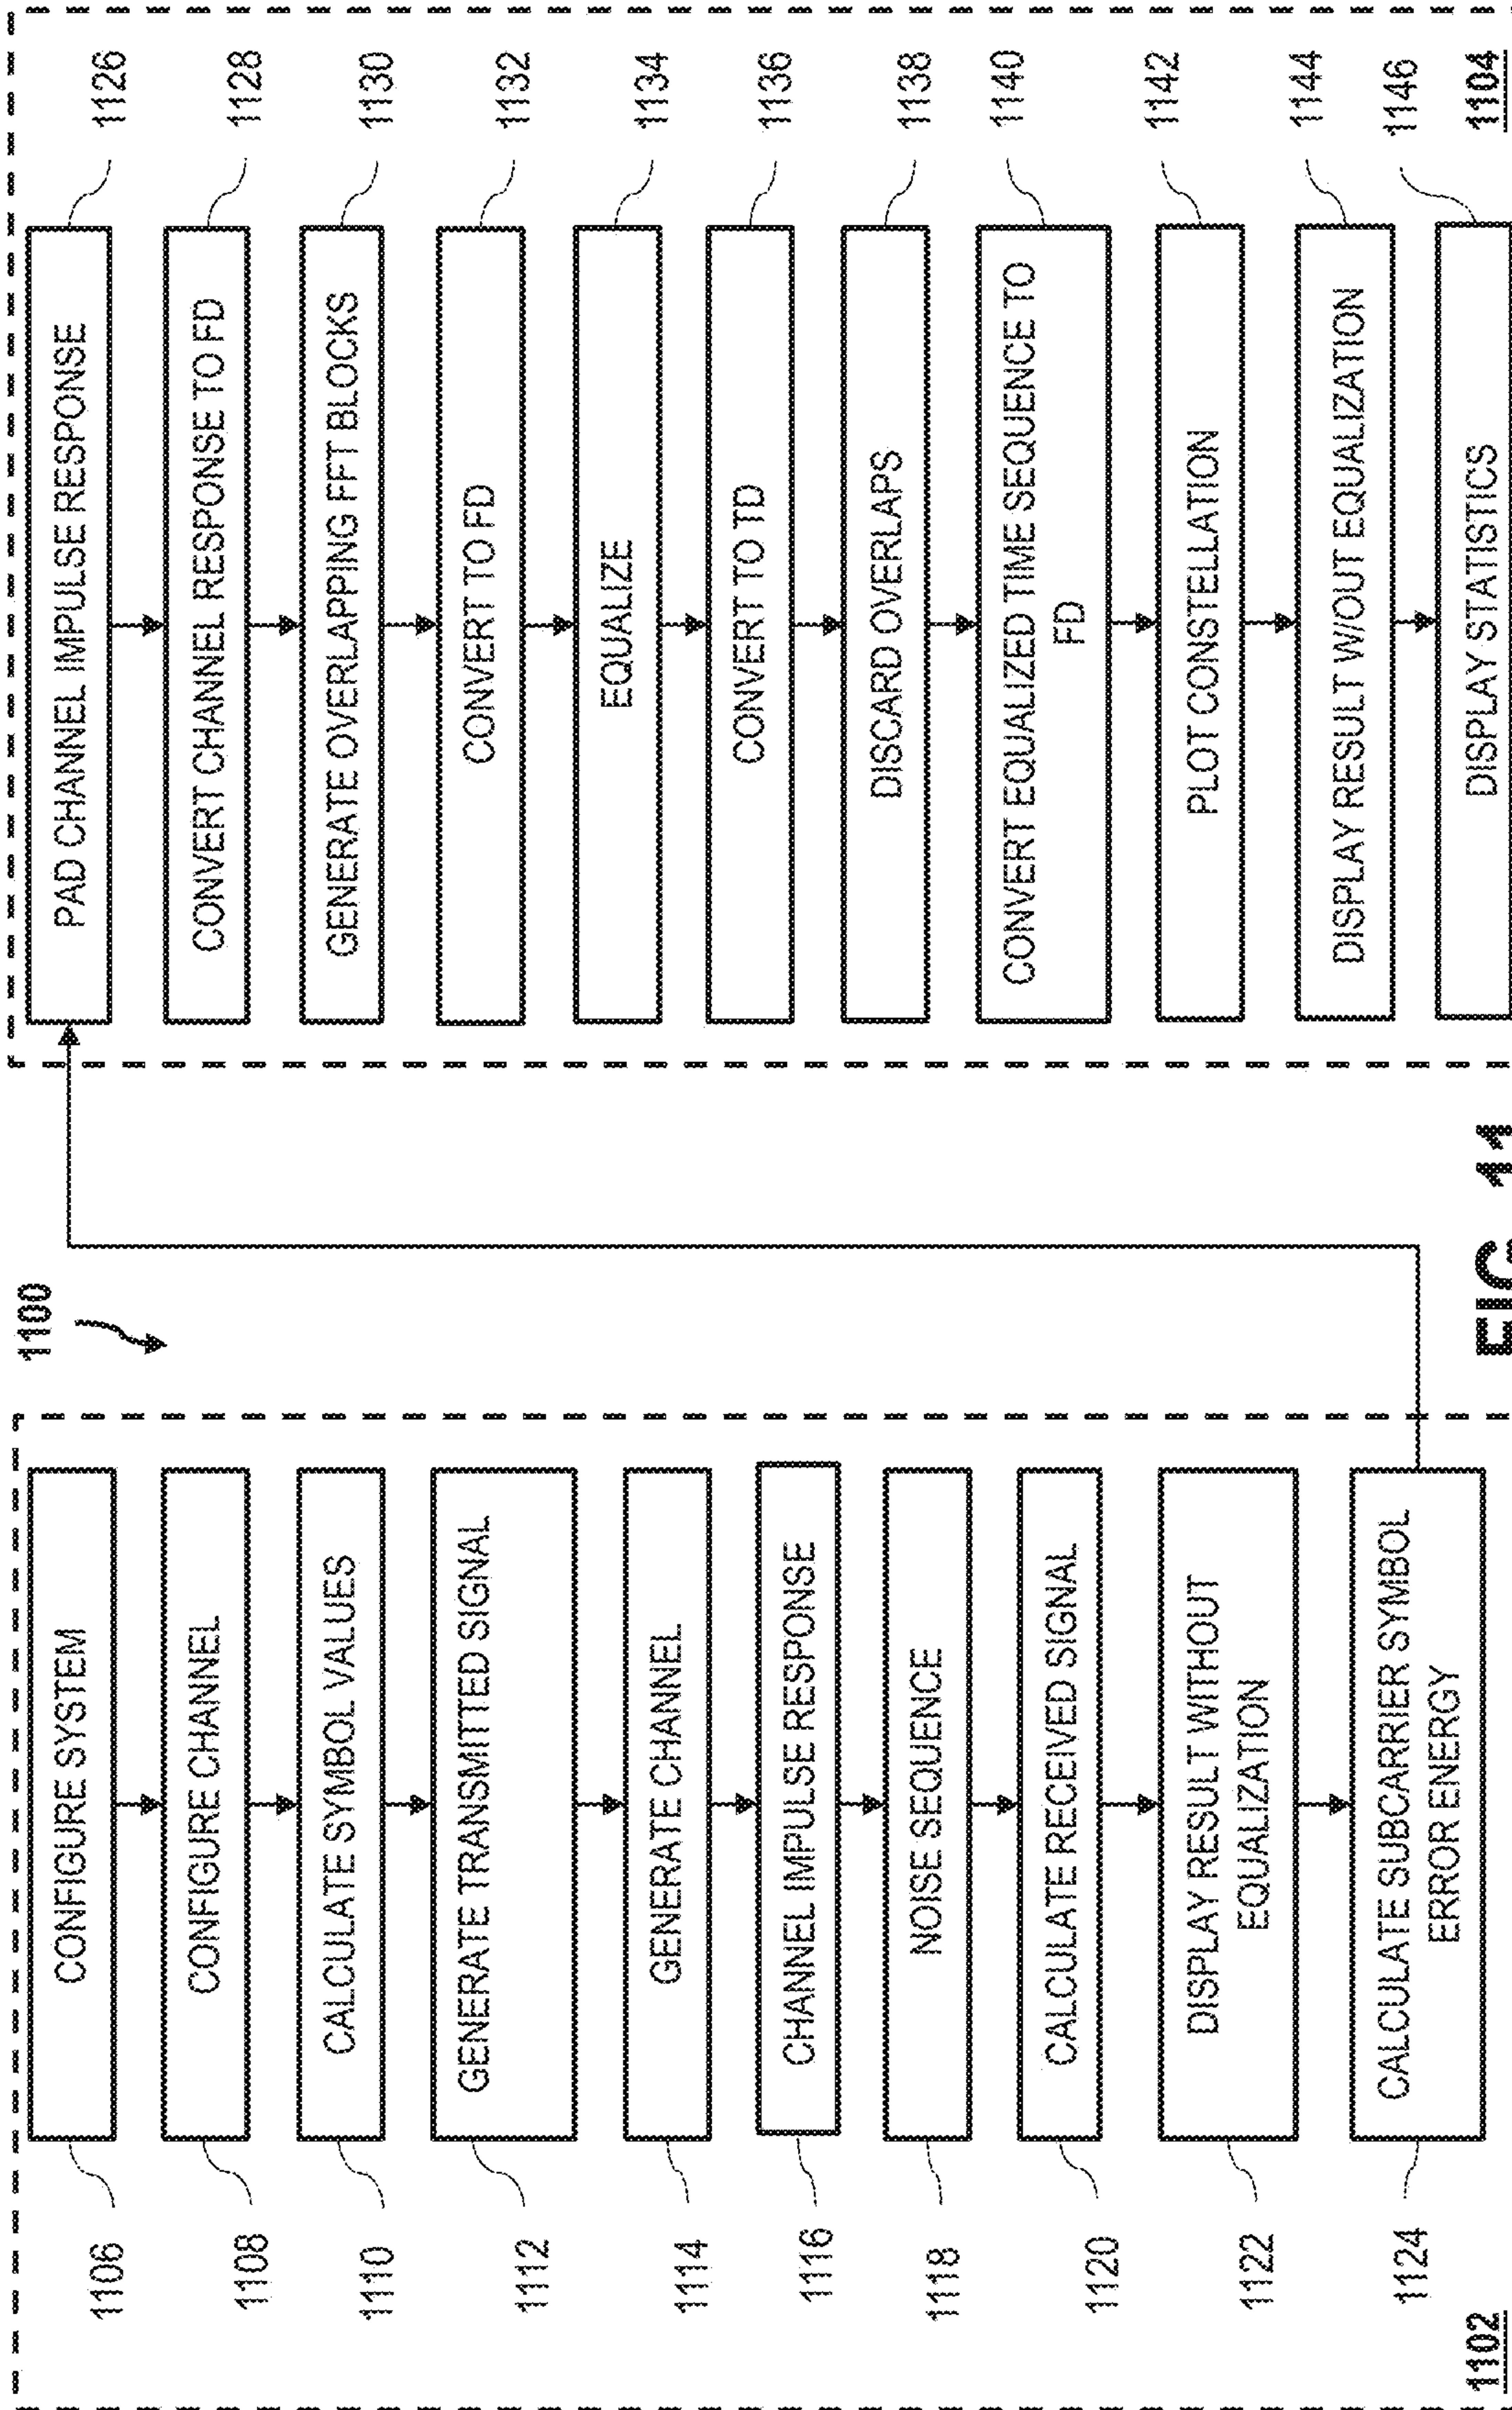 1100
CONFIGURE SYSTEM
1106
CONFIGURE CHANNEL
1108
CALCULATE SYMBOL VALUES
1110
GENERATE TRANSMITTED SIGNAL
1112
GENERATE CHANNEL
1114
CHANNEL IMPULSE RESPONSE
1116
NOISE SEQUENCE
1118
CALCULATE RECEIVED SIGNAL
1120
DISPLAY RESULT WITHOUT
EQUALIZATION
1122
CALCULATE SUBCARRIER SYMBOL
ERROR ENERGY
1124
1102
PAD CHANNEL IMPULSE RESPONSE
1126
CONVERT CHANNEL RESPONSE TO FD
1128
GENERATE OVERLAPPING FFT BLOCKS
1130
CONVERT TO FD
1132
EQUALIZE
1134
CONVERT TO TD
1136
DISCARD OVERLAPS
1138
CONVERT EQUALIZED TIME SEQUENCE TO
FD
1140
PLOT CONSTELLATION
1142
DISPLAY RESULT W/OUT EQUALIZATION
1144
DISPLAY STATISTICS
1146
1104
FIG. 11